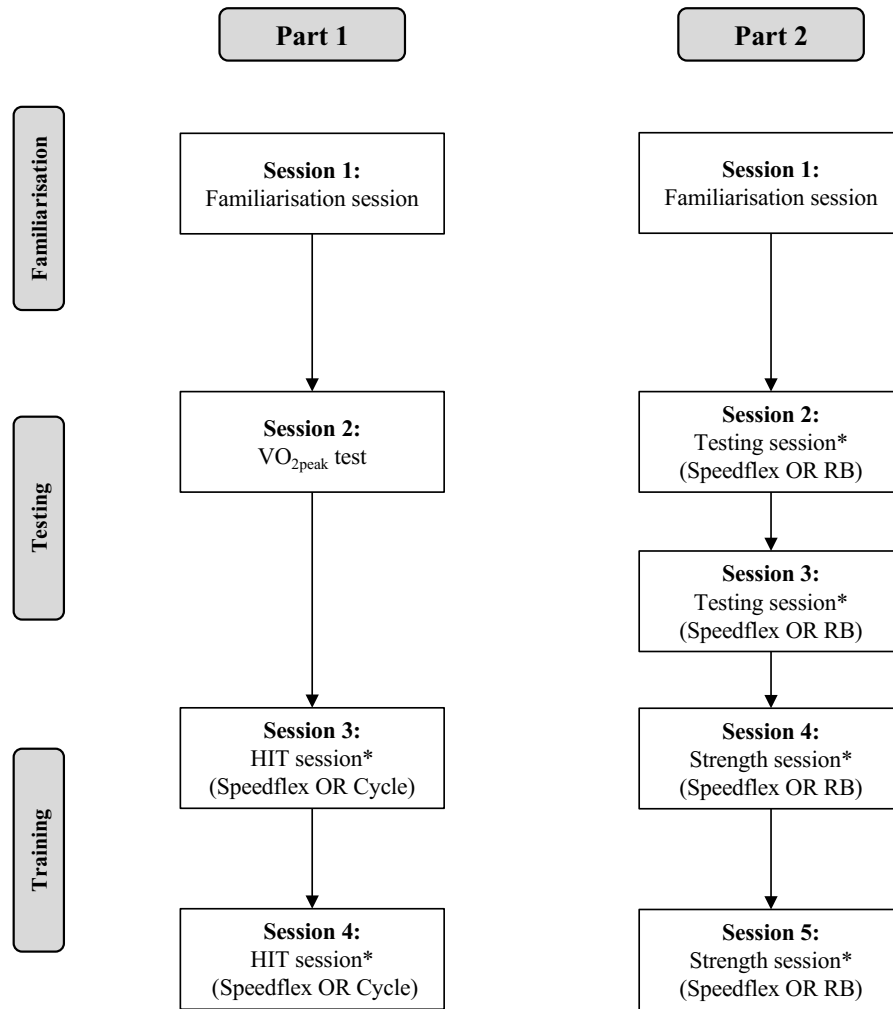 Part 1
Part 2
Familiarisation
Session 1:
Familiarisation session
Session 1:
Familiarisation session
Testing
Session 2:
VO2peak test
Session 2:
Testing session*
(Speedflex OR RB)
Session 3:
Testing session*
(Speedflex OR RB)
Training
Session 3:
HIT session*
(Speedflex OR Cycle)
Session 4:
Strength session*
(Speedflex OR RB)
Session 4:
HIT session*
(Speedflex OR Cycle)
Session 5:
Strength session*
(Speedflex OR RB)